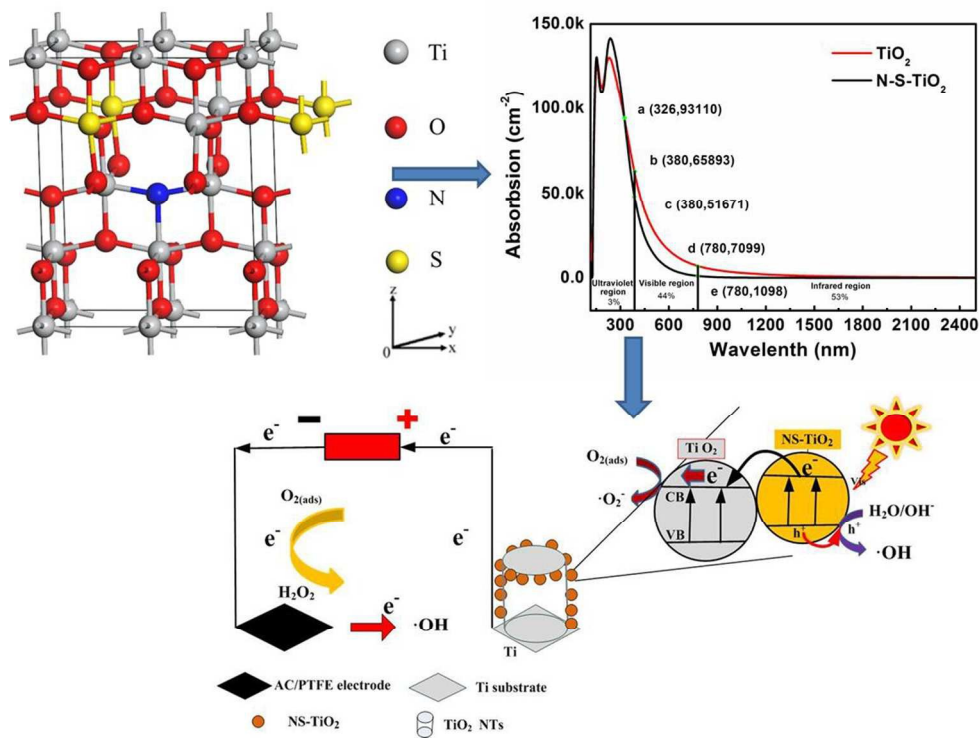 Ti
O
N
S
z
y
x
0
150.0k
100.0k
50.0k
0.0
Absorbsion (cm⁻²)
TiO₂
N-S-TiO₂
a (326,93110)
b (380,65893)
c (380,51671)
d (780,7099)
e (780,1098)
Ultraviolet
region
3%
Visible region
44%
Infrared region
53%
300 600 900 1200 1500 1800 2100 2400
Wavelenth (nm)
− +
e⁻
e⁻
e⁻
e⁻
O₂(ads)
H₂O₂
e⁻
·OH
Ti
Ti O₂
NS-TiO₂
O₂(ads)
·O₂⁻
e⁻
CB
VB
e⁻
Vis
h⁺
h⁺
H₂O/OH⁻
·OH
AC/PTFE electrode
Ti substrate
NS-TiO₂
TiO₂ NTs